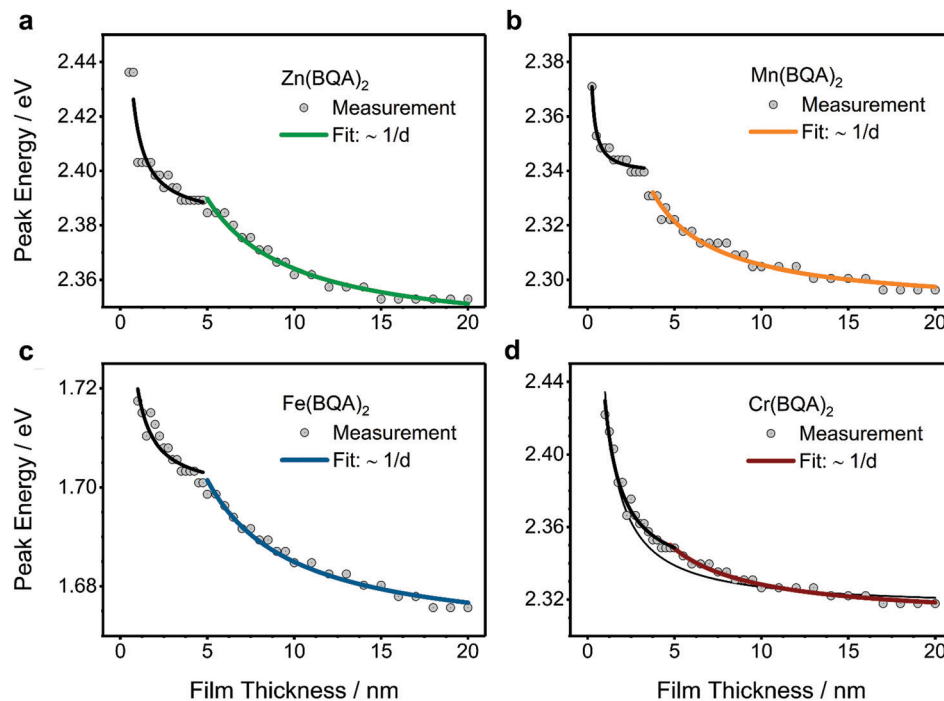 a
b
2.44
2.42
2.40
2.38
2.36
Peak Energy / eV
Zn(BQA)2
Measurement
Fit: ~ 1/d
0 5 10 15 20
2.38
2.36
2.34
2.32
2.30
Mn(BQA)2
Measurement
Fit: ~ 1/d
0 5 10 15 20
c
d
1.72
1.70
1.68
Peak Energy / eV
Fe(BQA)2
Measurement
Fit: ~ 1/d
0 5 10 15 20
Film Thickness / nm
2.44
2.40
2.36
2.32
Cr(BQA)2
Measurement
Fit: ~ 1/d
0 5 10 15 20
Film Thickness / nm